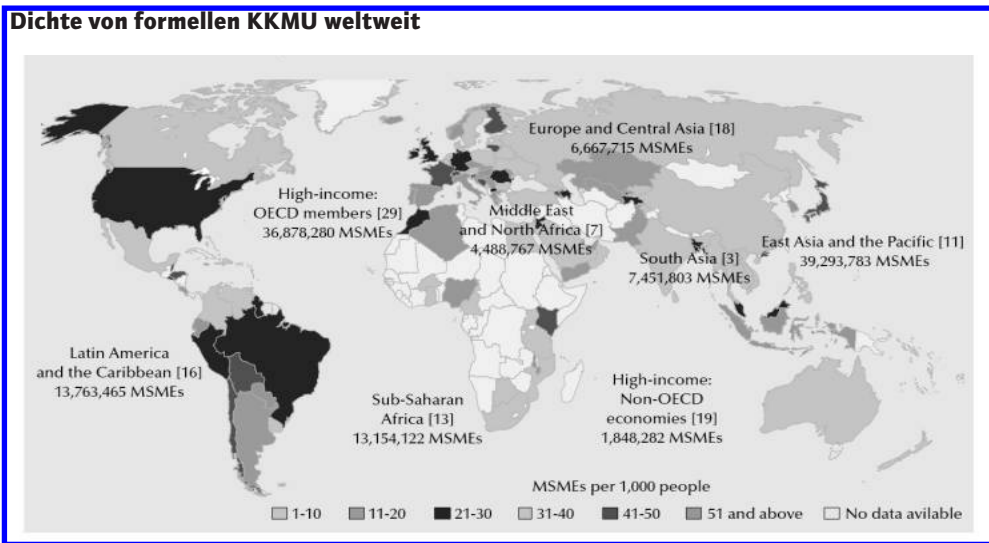 Dichte von formellen KKMU weltweit
Europe and Central Asia [18]
6,667,715 MSMEs
High-income:
OECD members [29]
36,878,280 MSMEs
Middle East
and North Africa [7]
4,488,767 MSMEs
South Asia [3]
7,451,803 MSMEs
East Asia and the Pacific [11]
39,293,783 MSMEs
Latin America
and the Caribbean [16]
13,763,465 MSMEs
Sub-Saharan
Africa [13]
13,154,122 MSMEs
High-income:
Non-OECD
economies [19]
1,848,282 MSMEs
MSMEs per 1,000 people
1-10 11-20 21-30 31-40 41-50 51 and above No data avilable